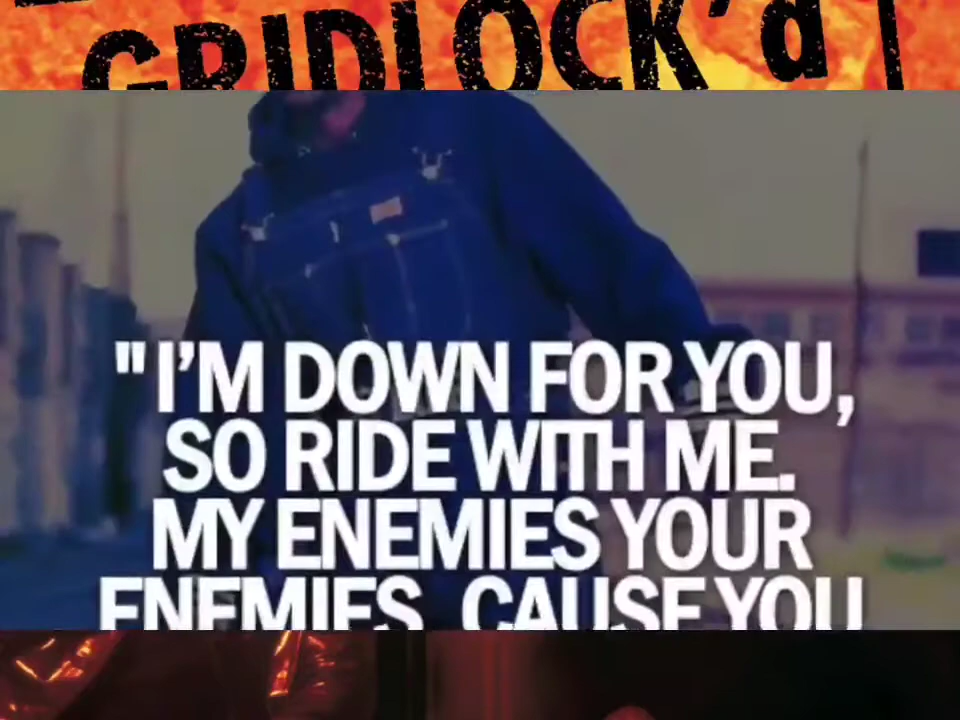 GRIDLOCK'd
"I'M DOWN FOR YOU,
SO RIDE WITH ME.
MY ENEMIES YOUR
ENEMIES, CAUSE YOU